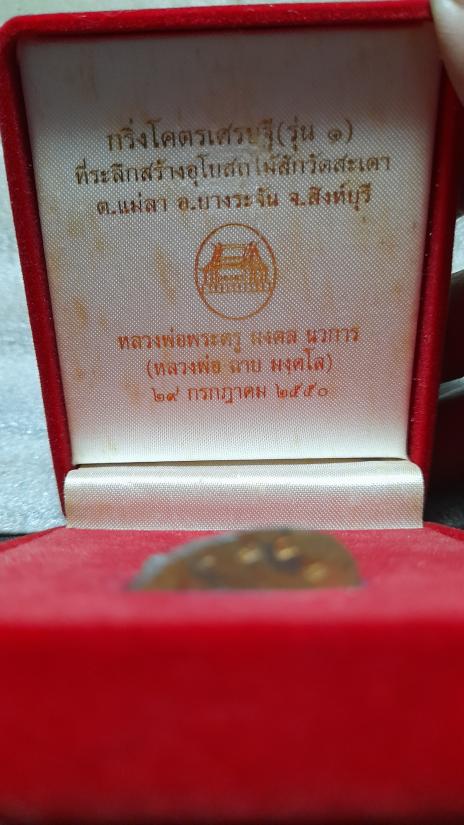 กริ่งโคตรเศรษฐี(รุ่น ๑)
ที่ระลึกสร้างอุโบสถไม้สักวัดสะเดา
ต.แม่ลา อ.บางระจัน จ.สิงห์บุรี
หลวงพ่อพระครู มงคล นวการ
(หลวงพ่อ ฉาบ มงฺคโล)
๒๙ กรกฎาคม ๒๕๕๐